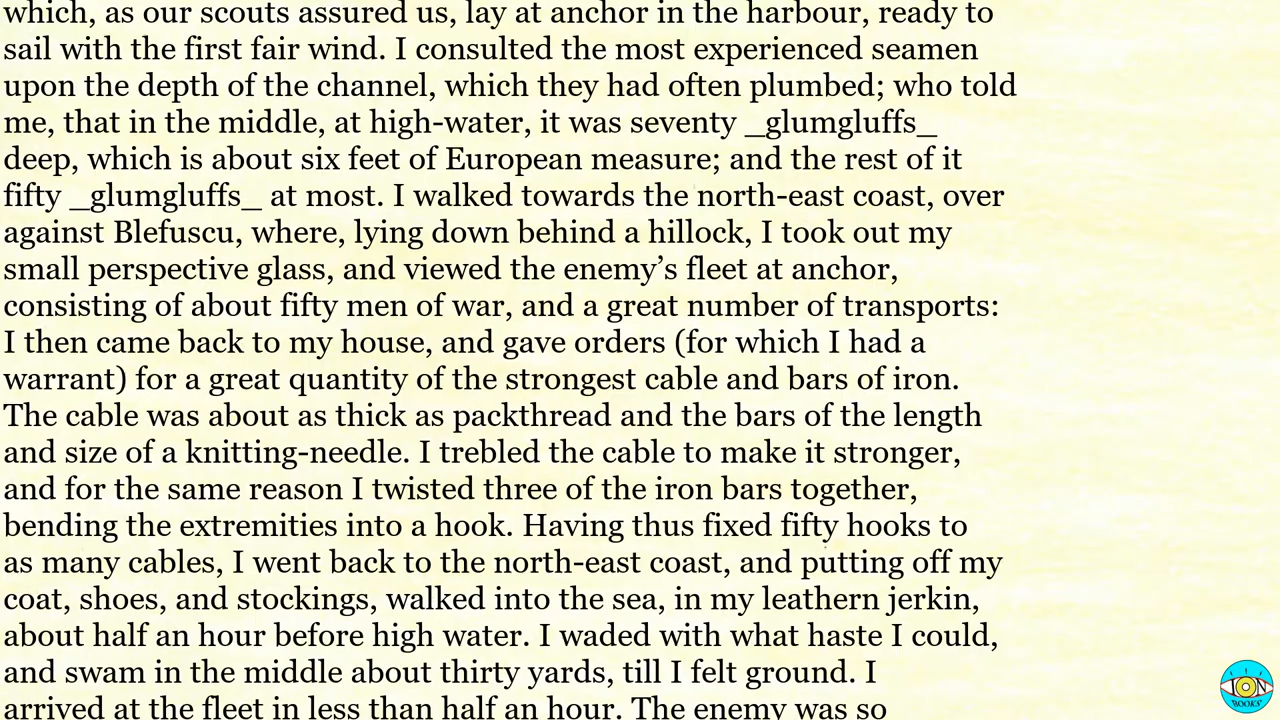 which, as our scouts assured us, lay at anchor in the harbour, ready to
sail with the first fair wind. I consulted the most experienced seamen
upon the depth of the channel, which they had often plumbed; who told
me, that in the middle, at high-water, it was seventy _glumgluffs_
deep, which is about six feet of European measure; and the rest of it
fifty _glumgluffs_ at most. I walked towards the north-east coast, over
against Blefuscu, where, lying down behind a hillock, I took out my
small perspective glass, and viewed the enemy’s fleet at anchor,
consisting of about fifty men of war, and a great number of transports:
I then came back to my house, and gave orders (for which I had a
warrant) for a great quantity of the strongest cable and bars of iron.
The cable was about as thick as packthread and the bars of the length
and size of a knitting-needle. I trebled the cable to make it stronger,
and for the same reason I twisted three of the iron bars together,
bending the extremities into a hook. Having thus fixed fifty hooks to
as many cables, I went back to the north-east coast, and putting off my
coat, shoes, and stockings, walked into the sea, in my leathern jerkin,
about half an hour before high water. I waded with what haste I could,
and swam in the middle about thirty yards, till I felt ground. I
arrived at the fleet in less than half an hour. The enemy was so
ION
BOOKS